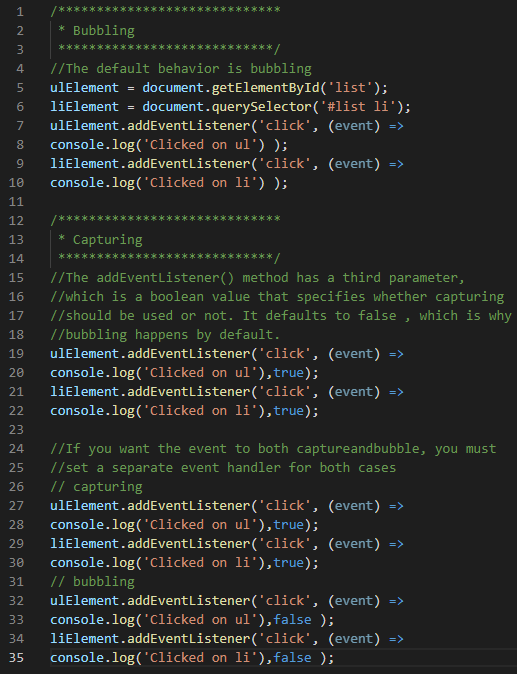 1 /*****************************
2  * Bubbling
3  ****************************/
4 //The default behavior is bubbling
5 ulElement = document.getElementById('list');
6 liElement = document.querySelector('#list li');
7 ulElement.addEventListener('click', (event) =>
8 console.log('Clicked on ul') );
9 liElement.addEventListener('click', (event) =>
10 console.log('Clicked on li') );
11
12 /*****************************
13  * Capturing
14  ****************************/
15 //The addEventListener() method has a third parameter,
16 //which is a boolean value that specifies whether capturing
17 //should be used or not. It defaults to false , which is why
18 //bubbling happens by default.
19 ulElement.addEventListener('click', (event) =>
20 console.log('Clicked on ul'),true);
21 liElement.addEventListener('click', (event) =>
22 console.log('Clicked on li'),true);
23
24 //If you want the event to both captureandbubble, you must
25 //set a separate event handler for both cases
26 // capturing
27 ulElement.addEventListener('click', (event) =>
28 console.log('Clicked on ul'),true);
29 liElement.addEventListener('click', (event) =>
30 console.log('Clicked on li'),true);
31 // bubbling
32 ulElement.addEventListener('click', (event) =>
33 console.log('Clicked on ul'),false );
34 liElement.addEventListener('click', (event) =>
35 console.log('Clicked on li'),false );